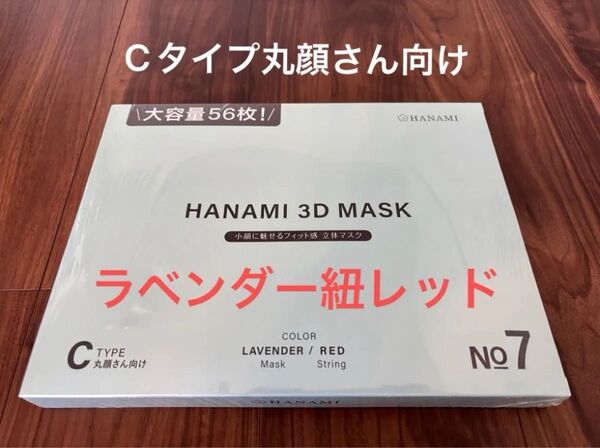 Cタイプ丸顔さん向け
\大容量56枚!/
HANAMI
HANAMI 3D MASK
小顔に魅せるフィット感 立体マスク
ラベンダー紐レッド
COLOR
LAVENDER / RED
Mask String
C TYPE
丸顔さん向け
No7
HANAMI